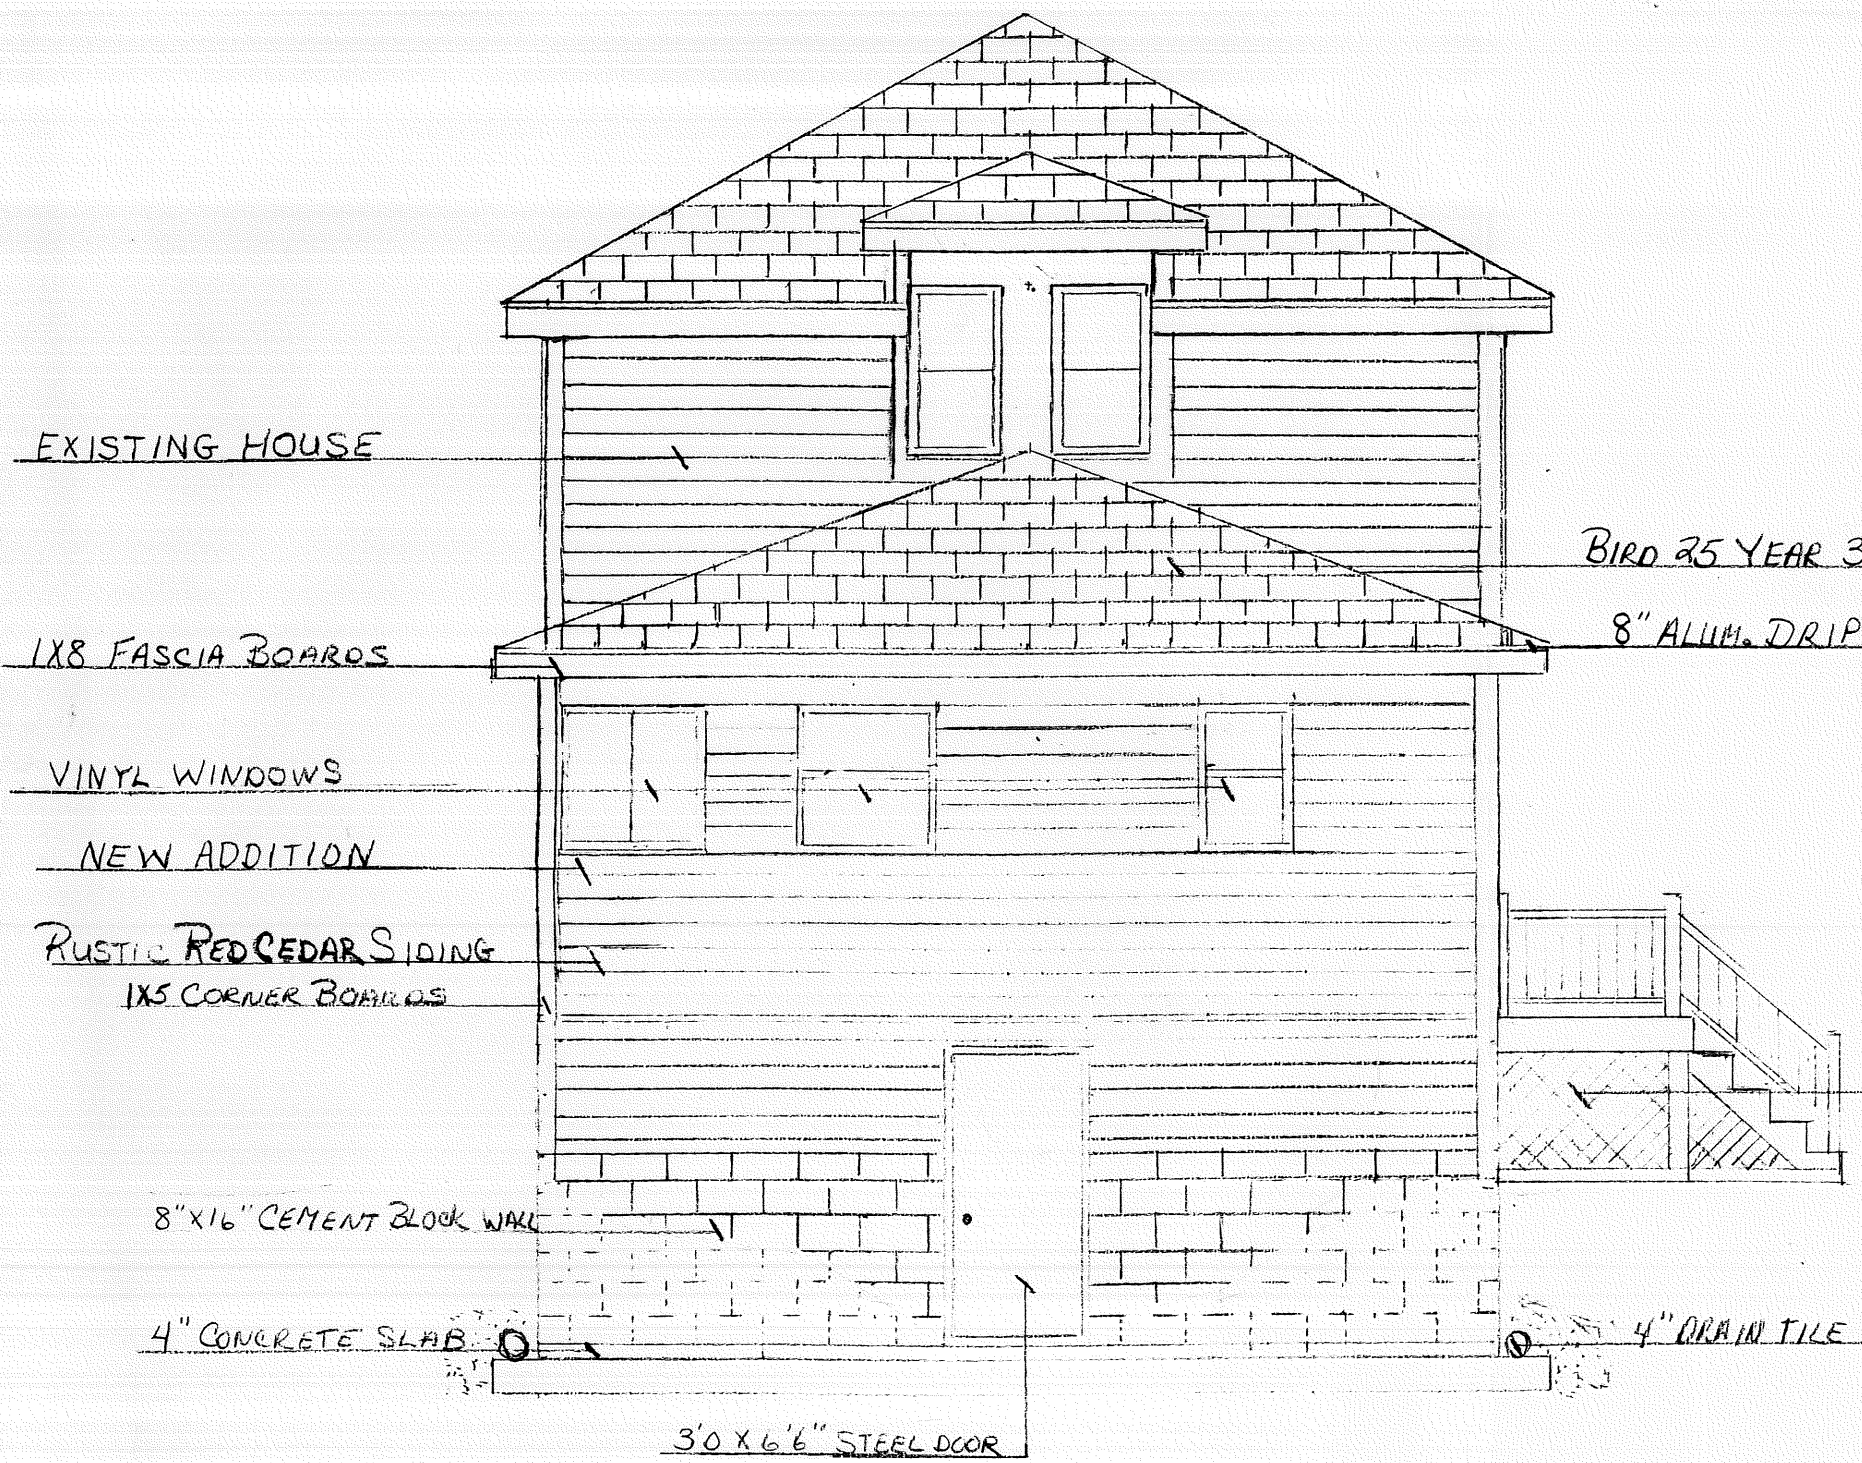 EXISTING HOUSE
BIRD 25 YEAR 3
8" ALUM. DRIP
1X8 FASCIA BOARDS
VINYL WINDOWS
NEW ADDITION
RUSTIC RED CEDAR SIDING
1X5 CORNER BOARDS
8"X16" CEMENT BLOCK WALL
4" CONCRETE SLAB
4" DRAIN TILE
3'0 X 6'6" STEEL DOOR